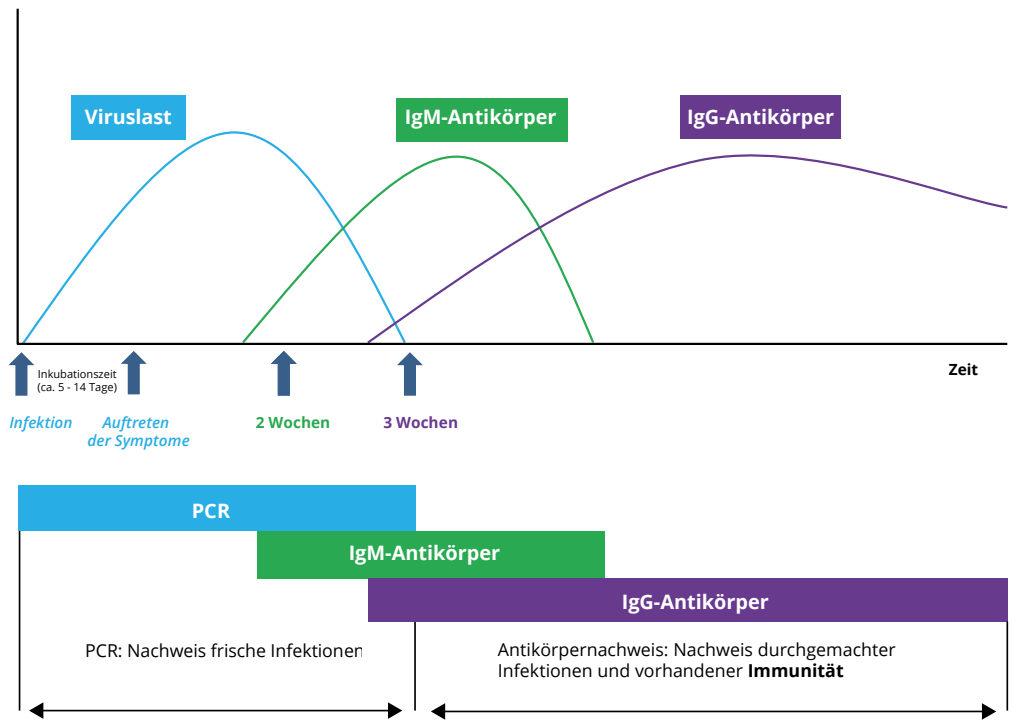 Viruslast
IgM-Antikörper
IgG-Antikörper
Inkubationszeit
(ca. 5 - 14 Tage)
Zeit
Infektion
Auftreten
der Symptome
2 Wochen
3 Wochen
PCR
IgM-Antikörper
IgG-Antikörper
PCR: Nachweis frische Infektionen
Antikörpernachweis: Nachweis durchgemachter
Infektionen und vorhandener Immunität